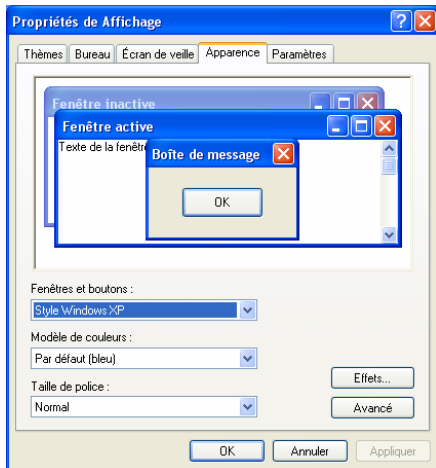 Propriétés de Affichage
Thèmes Bureau Écran de veille Apparence Paramètres
Fenêtre inactive
Fenêtre active
Texte de la fenêtre
Boîte de message
OK
Fenêtres et boutons :
Style Windows XP
Modèle de couleurs :
Par défaut (bleu)
Taille de police :
Normal
Effets...
Avancé
OK Annuler Appliquer